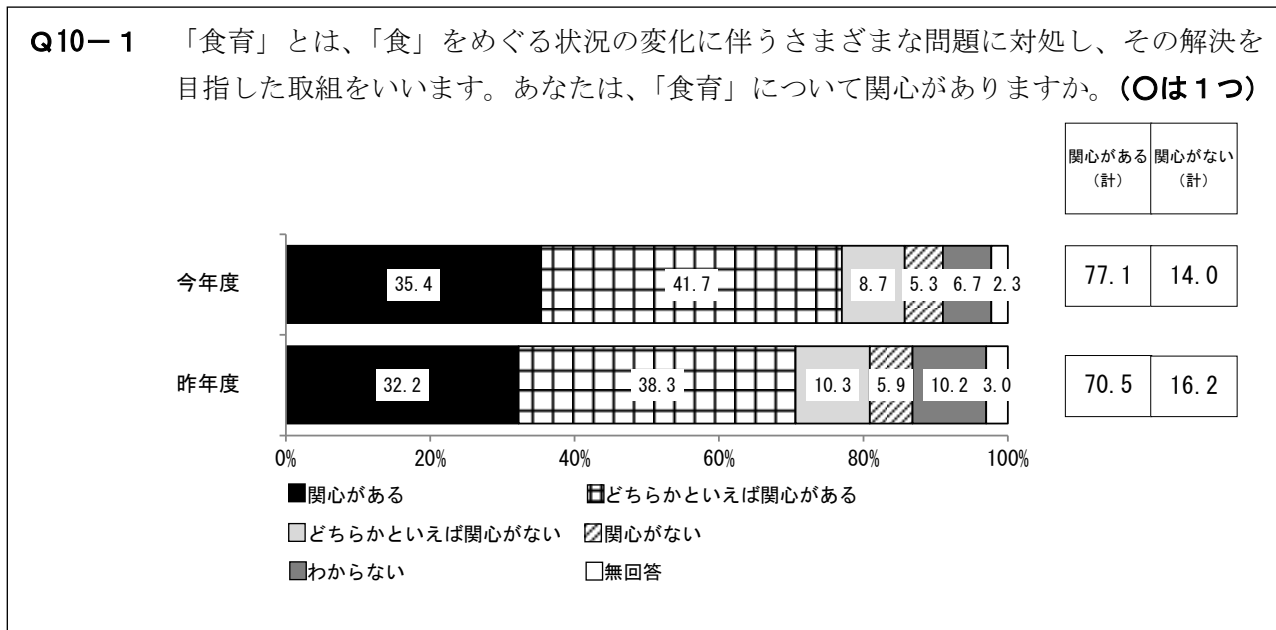 Q10－1 「食育」とは、「食」をめぐる状況の変化に伴うさまざまな問題に対処し、その解決を
目指した取組をいいます。あなたは、「食育」について関心がありますか。（○は１つ）
関心がある（計） 関心がない（計）
今年度 35.4 41.7 8.7 5.3 6.7 2.3 77.1 14.0
昨年度 32.2 38.3 10.3 5.9 10.2 3.0 70.5 16.2
0% 20% 40% 60% 80% 100%
関心がある どちらかといえば関心がある
どちらかといえば関心がない 関心がない
わからない 無回答